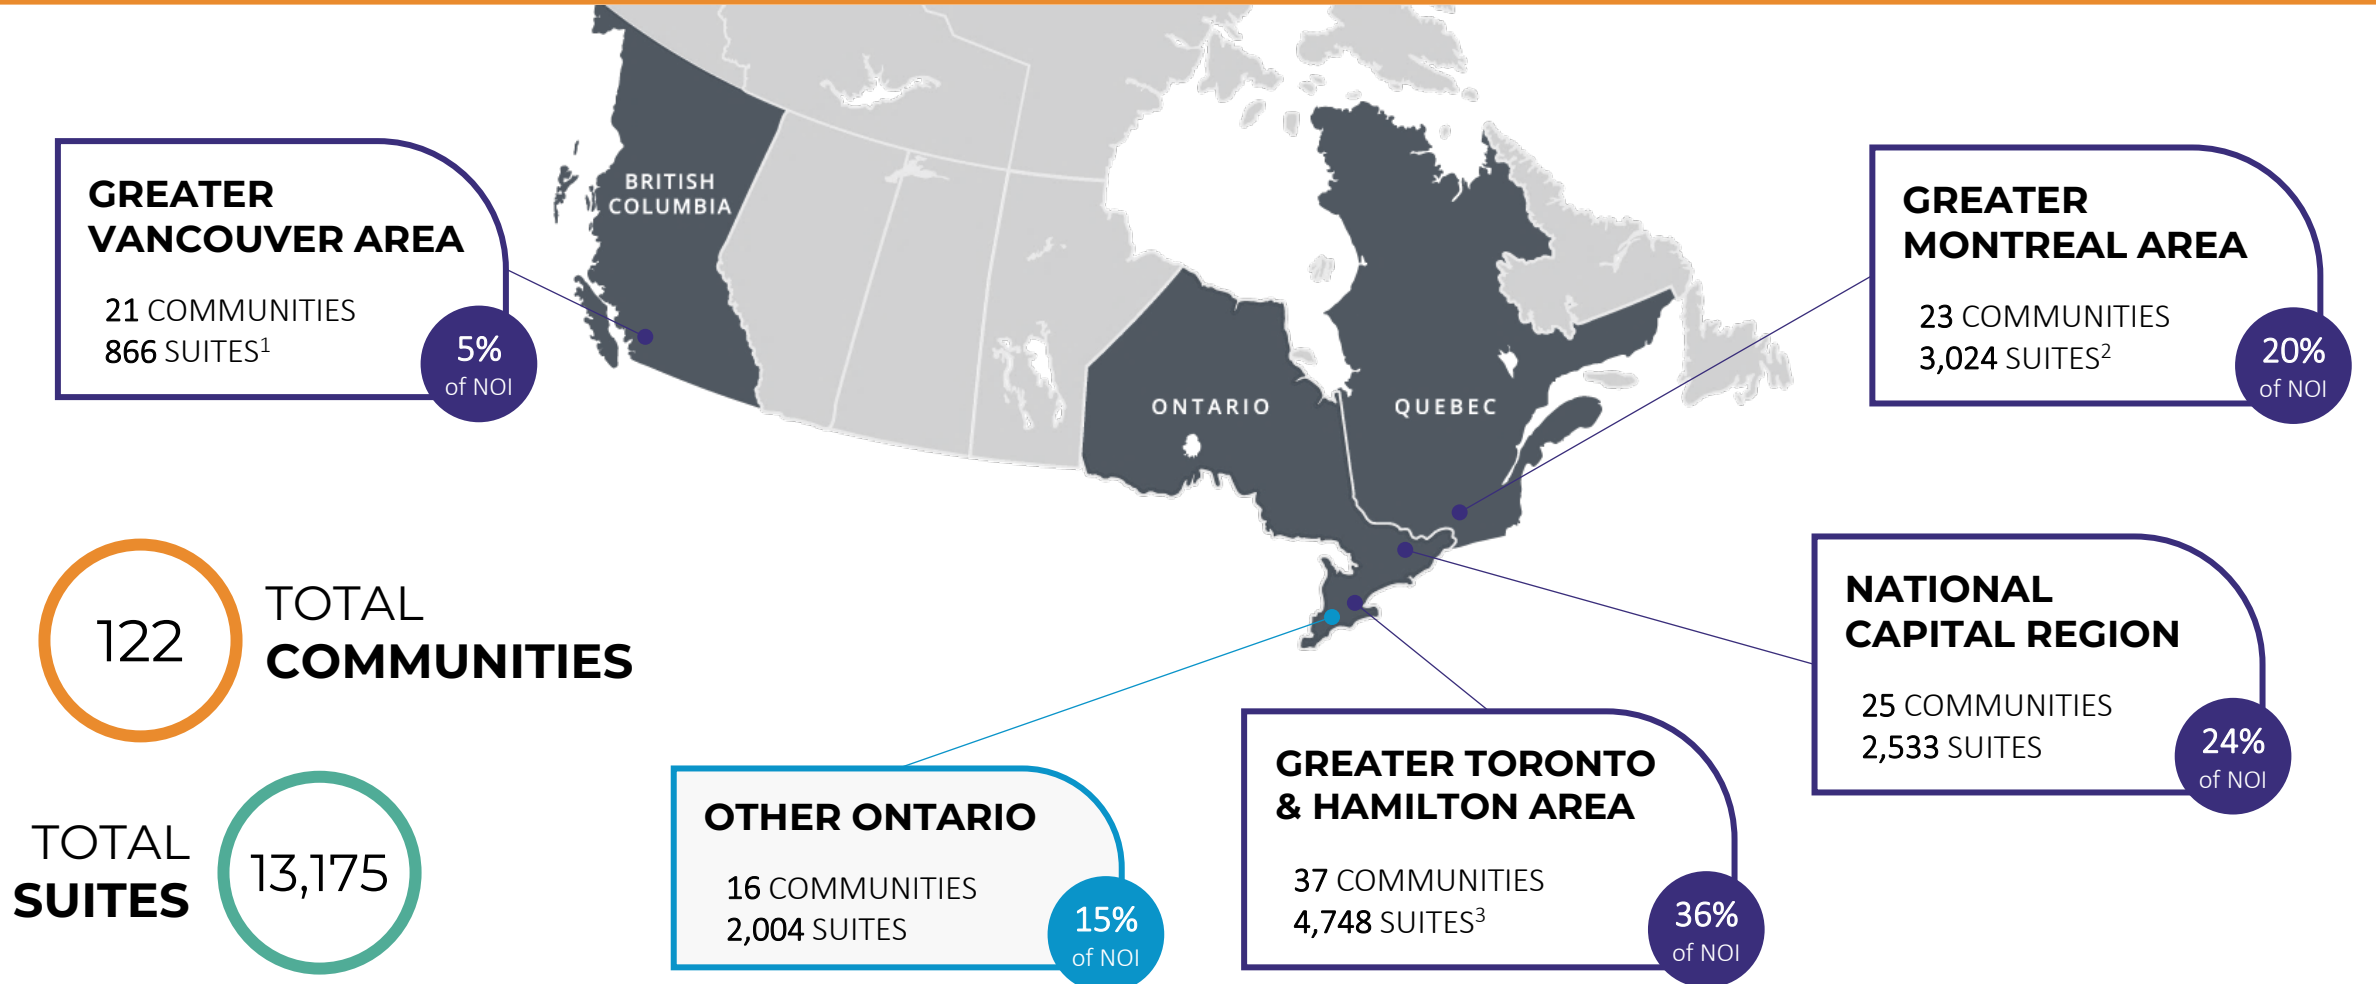 BRITISH
COLUMBIA
ONTARIO
QUEBEC
GREATER
VANCOUVER AREA
21 COMMUNITIES
866 SUITES¹
5%
of NOI
GREATER
MONTREAL AREA
23 COMMUNITIES
3,024 SUITES²
20%
of NOI
122
TOTAL
COMMUNITIES
NATIONAL
CAPITAL REGION
25 COMMUNITIES
2,533 SUITES
24%
of NOI
TOTAL
SUITES
13,175
OTHER ONTARIO
16 COMMUNITIES
2,004 SUITES
15%
of NOI
GREATER TORONTO
& HAMILTON AREA
37 COMMUNITIES
4,748 SUITES³
36%
of NOI